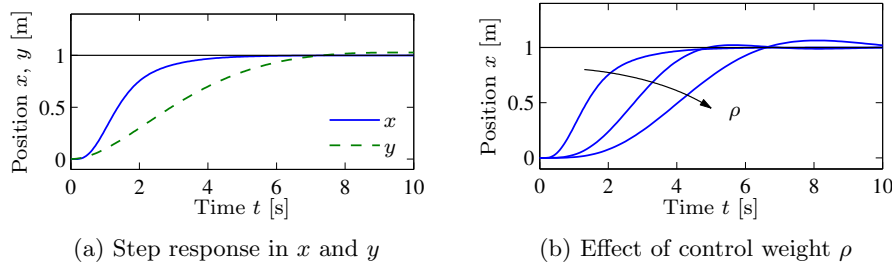 Position x, y [m]
1
0.5
0
0 2 4 6 8 10
Time t [s]
x
y
(a) Step response in x and y
Position x [m]
1
0.5
0
0 2 4 6 8 10
Time t [s]
ρ
(b) Effect of control weight ρ